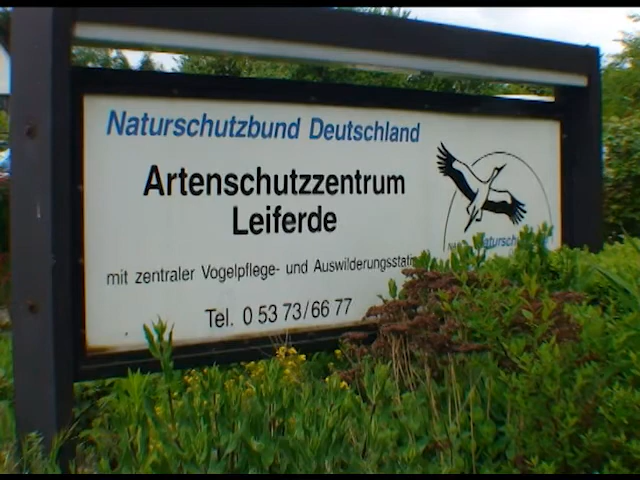 Naturschutzbund Deutschland
Artenschutzzentrum
Leiferde
mit zentraler Vogelpflege- und
Tel. 0 53 73/66 77